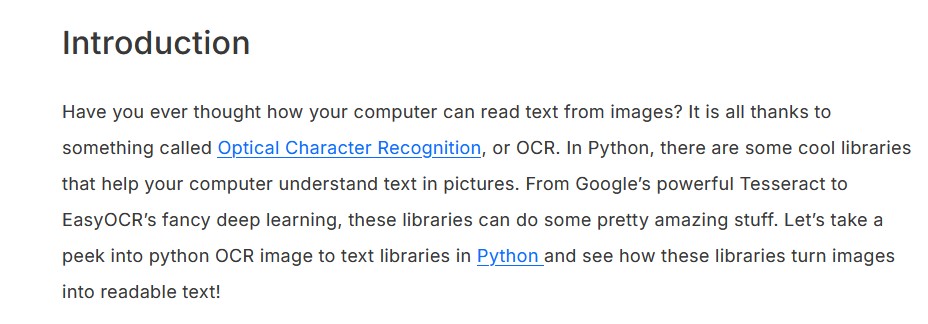 Introduction
Have you ever thought how your computer can read text from images? It is all thanks to
something called Optical Character Recognition, or OCR. In Python, there are some cool libraries
that help your computer understand text in pictures. From Google’s powerful Tesseract to
EasyOCR’s fancy deep learning, these libraries can do some pretty amazing stuff. Let’s take a
peek into python OCR image to text libraries in Python and see how these libraries turn images
into readable text!